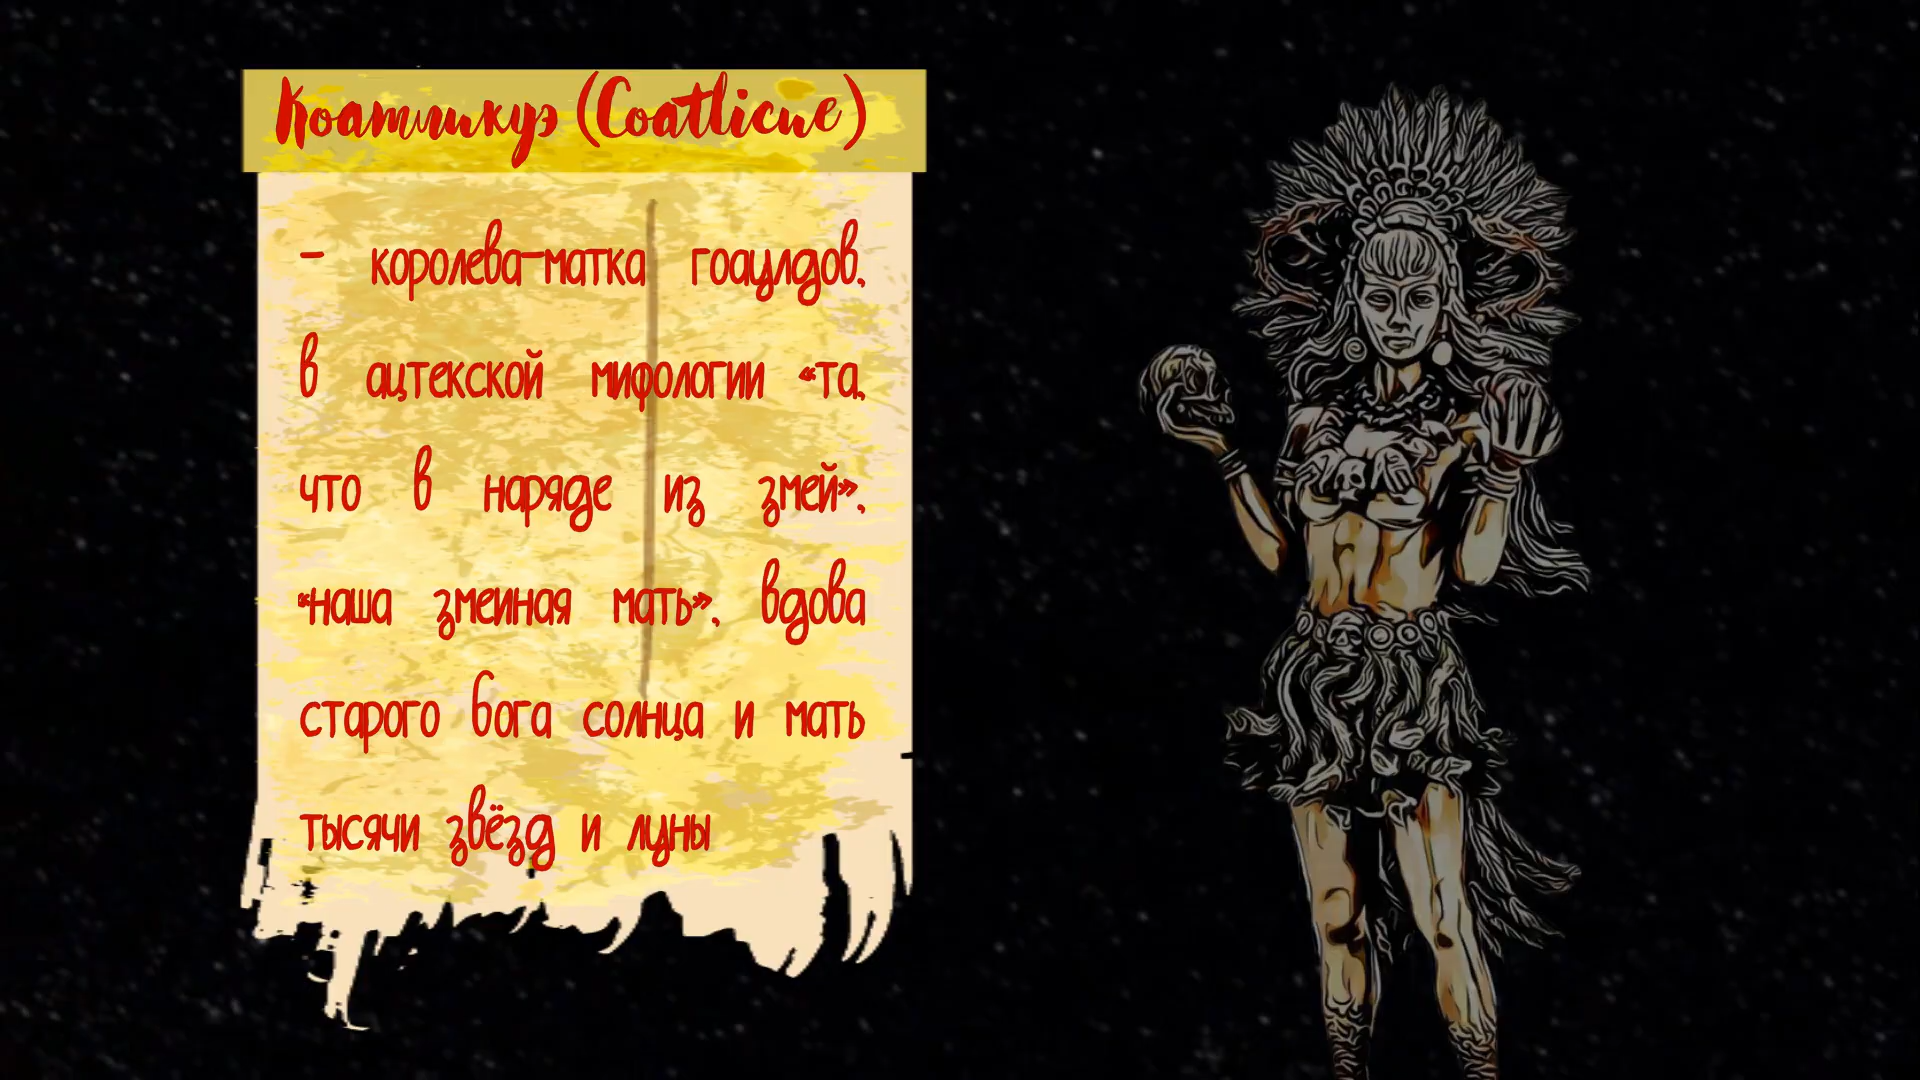 Коатликуэ (Coatlicue)
- королева-матка гоаулдов,
в ацтекской мифологии «та,
что в наряде из змей»,
«наша змеиная мать», вдова
старого бога солнца и мать
тысячи звёзд и луны